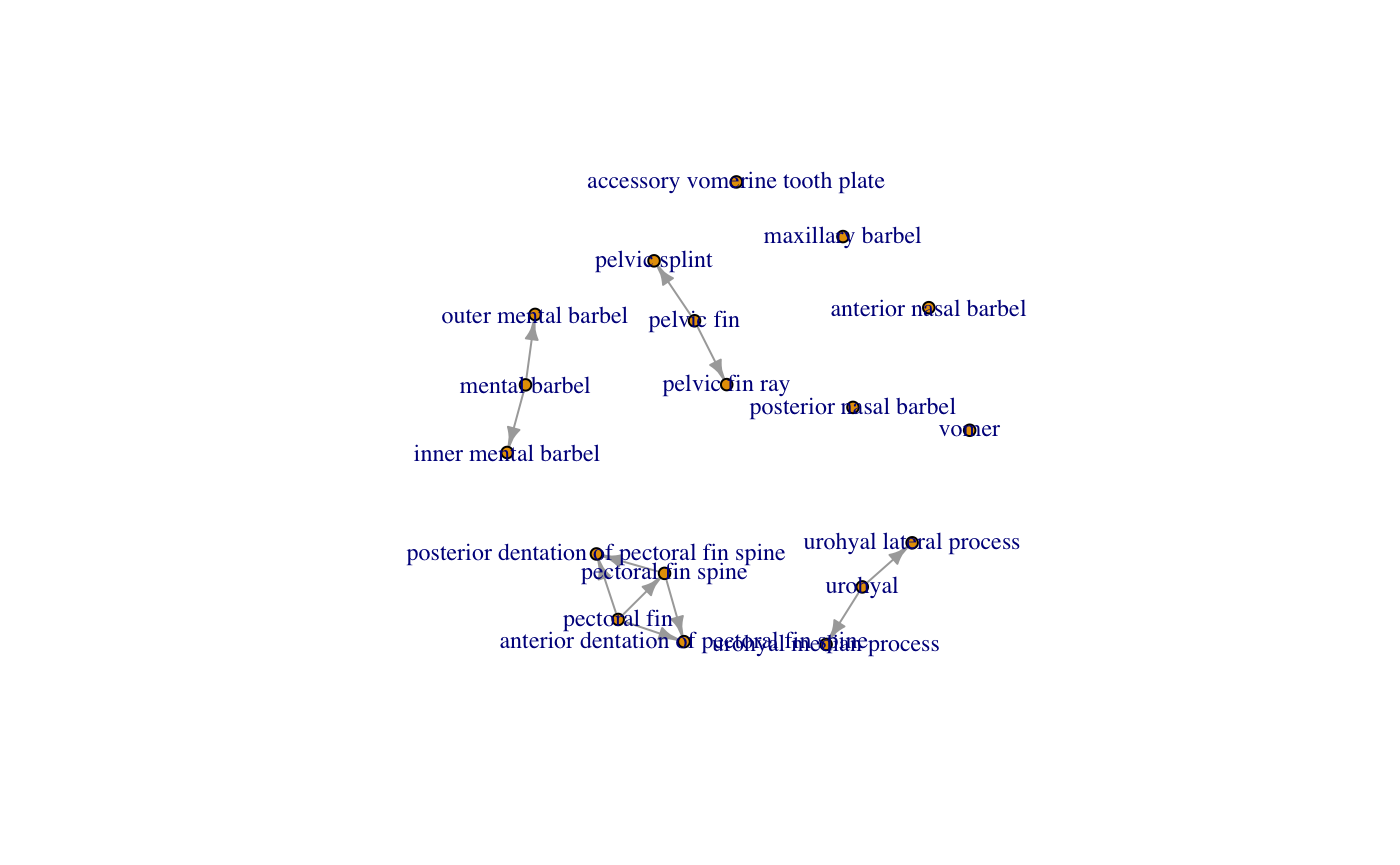 accessory vomerine tooth plate
maxillary barbel
pelvic splint
anterior nasal barbel
outer mental barbel
pelvic fin
mental barbel
pelvic fin ray
posterior nasal barbel
vomer
inner mental barbel
urohyal lateral process
posterior dentation of pectoral fin spine
pectoral fin spine
urohyal
pectoral fin
anterior dentation of pectoral fin spine
urohyal median process